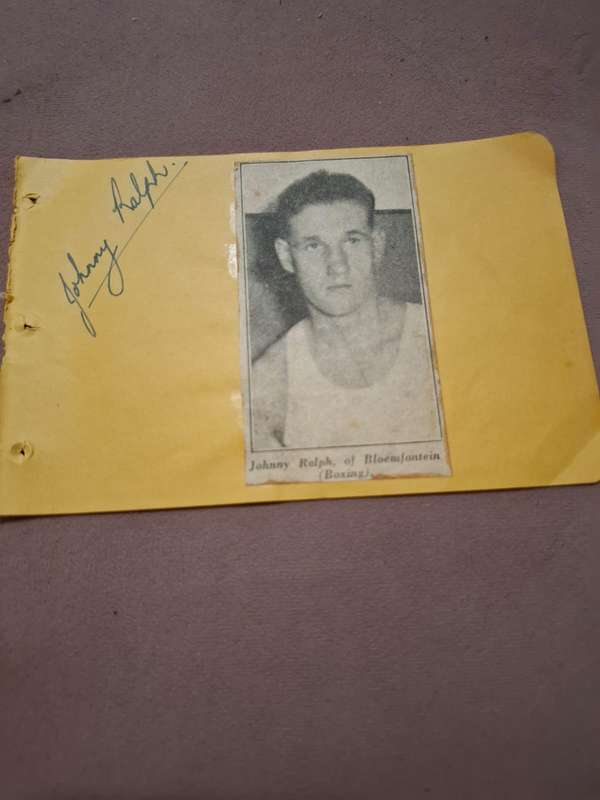 Johnny Ralph.
Johnny Ralph, of Bloemfontein
(Boxing).